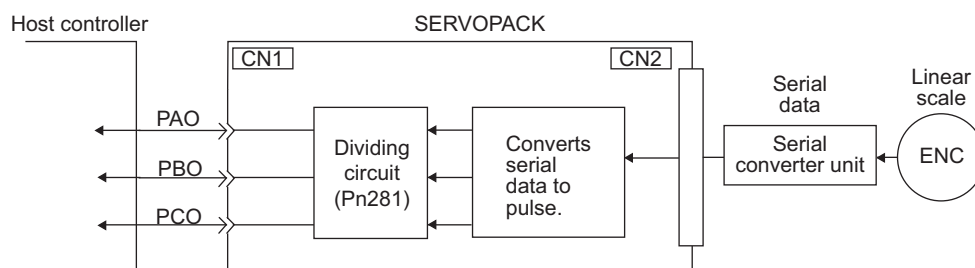 Host controller
SERVOPACK
CN1
CN2
PAO
PBO
PCO
Dividing
circuit
(Pn281)
Converts
serial
data to
pulse.
Serial
data
Serial
converter unit
Linear
scale
ENC